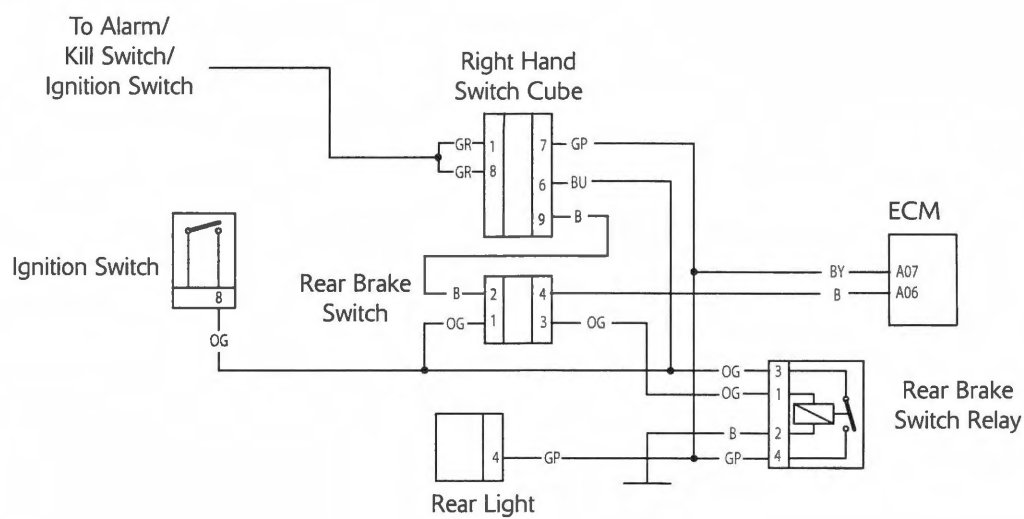 To Alarm/
Kill Switch/
Ignition Switch
Right Hand
Switch Cube
GR 1
GR 8
7 GP
6 BU
9 B
ECM
BY A07
B A06
Ignition Switch
8
OG
Rear Brake
Switch
B 2
OG 1
4
3 OG
OG 3
OG 1
B 2
GP 4
Rear Brake
Switch Relay
4 GP
Rear Light